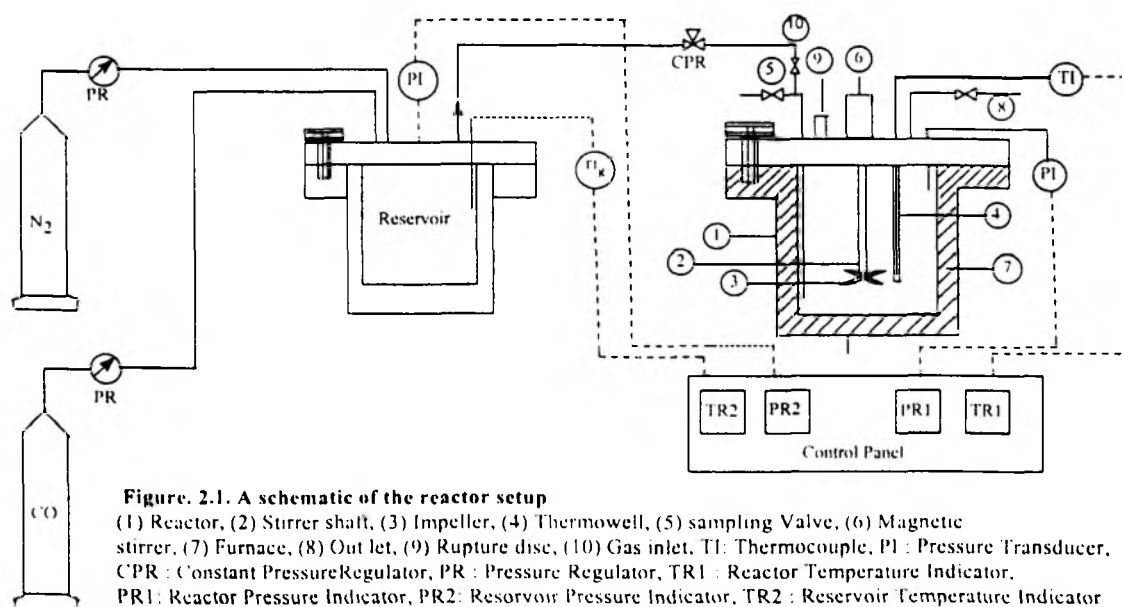 10
PR
PI
CPR
5
9
6
TI
8
N2
Reservoir
TI R
PI
1
4
2
3
7
PR
TR2
PR2
PR1
TR1
Control Panel
CO
Figure. 2.1. A schematic of the reactor setup
(1) Reactor, (2) Stirrer shaft, (3) Impeller, (4) Thermowell, (5) sampling Valve, (6) Magnetic
stirrer, (7) Furnace, (8) Out let, (9) Rupture disc, (10) Gas inlet, TI: Thermocouple, PI : Pressure Transducer,
CPR : Constant PressureRegulator, PR : Pressure Regulator, TR1 : Reactor Temperature Indicator,
PR1: Reactor Pressure Indicator, PR2: Resorvoir Pressure Indicator, TR2 : Reservoir Temperature Indicator